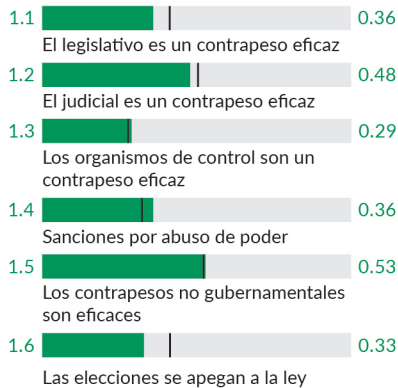 1.1 0.36
El legislativo es un contrapeso eficaz
1.2 0.48
El judicial es un contrapeso eficaz
1.3 0.29
Los organismos de control son un
contrapeso eficaz
1.4 0.36
Sanciones por abuso de poder
1.5 0.53
Los contrapesos no gubernamentales
son eficaces
1.6 0.33
Las elecciones se apegan a la ley